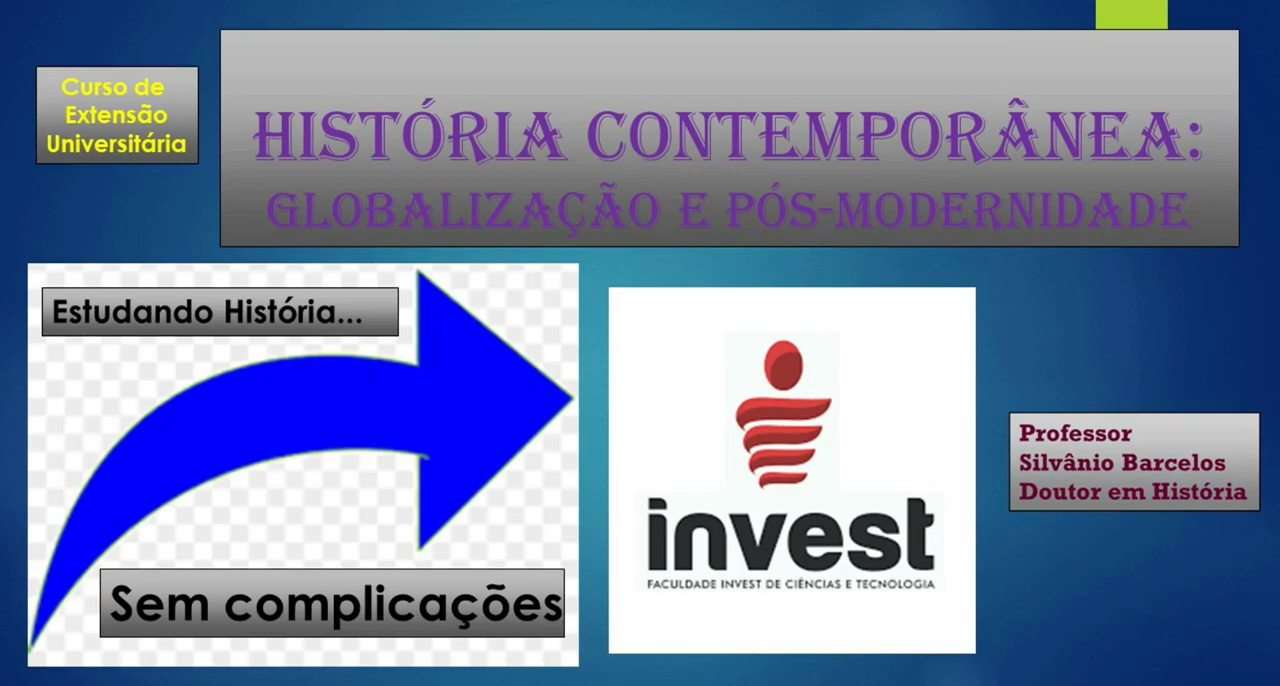 Curso de
Extensão
Universitária
HISTÓRIA CONTEMPORÂNEA:
GLOBALIZAÇÃO E PÓS-MODERNIDADE
Estudando História...
Sem complicações
invest
FACULDADE INVEST DE CIÊNCIAS E TECNOLOGIA
Professor
Silvânio Barcelos
Doutor em História